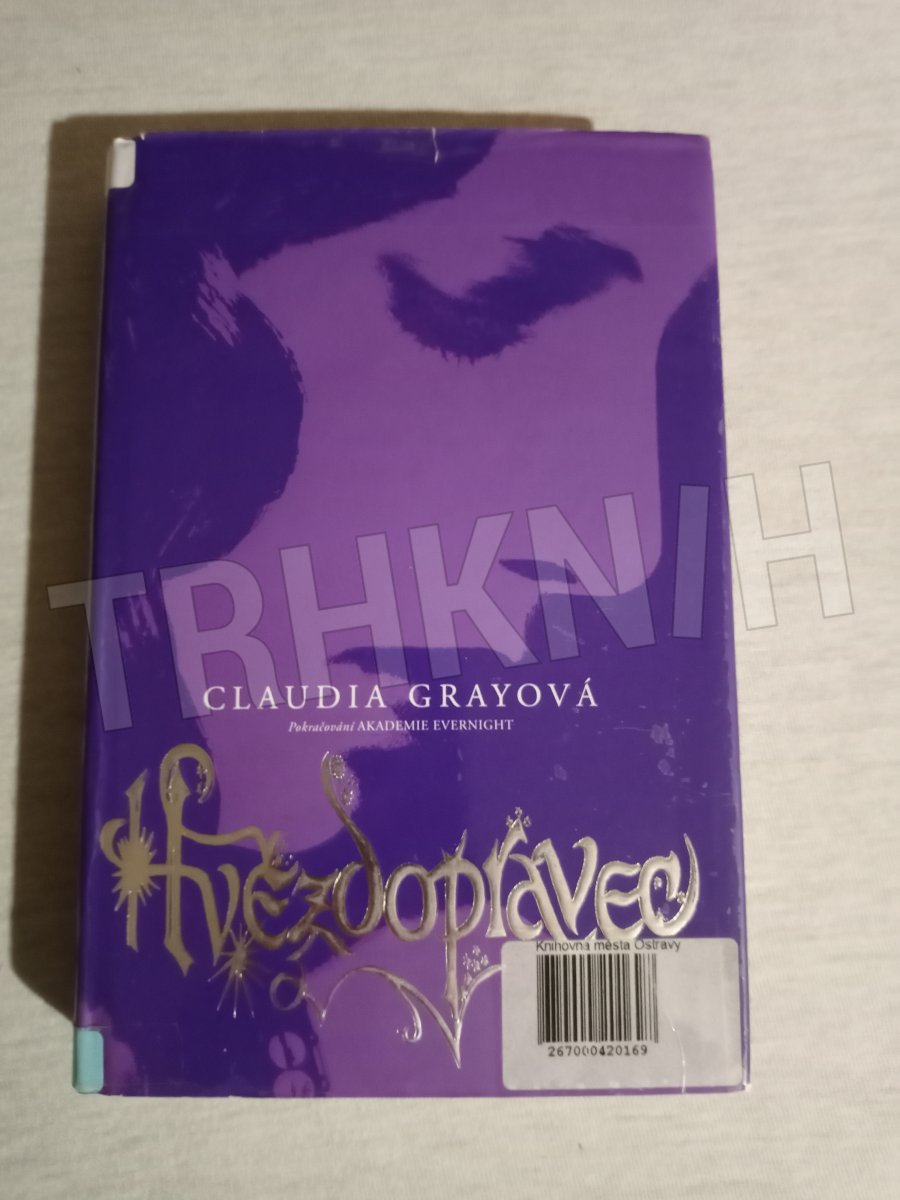 TRHKNIH
CLAUDIA GRAYOVÁ
Pokračování AKADEMIE EVERNIGHT
Hvězdopravec
Knihovna města Ostravy
267000420169